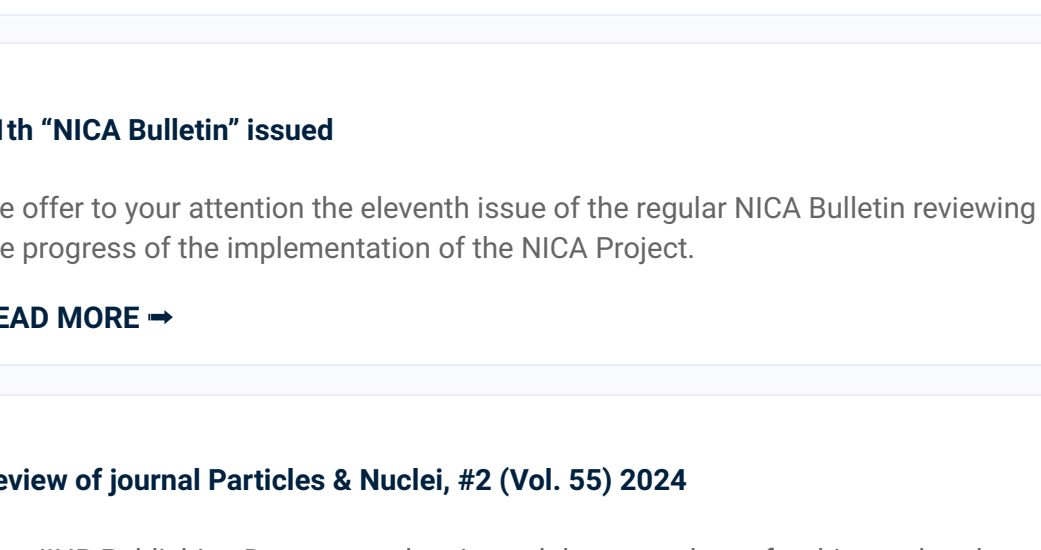 1th “NICA Bulletin” issued
e offer to your attention the eleventh issue of the regular NICA Bulletin reviewing
e progress of the implementation of the NICA Project.
EAD MORE ➡
eview of journal Particles & Nuclei, #2 (Vol. 55) 2024